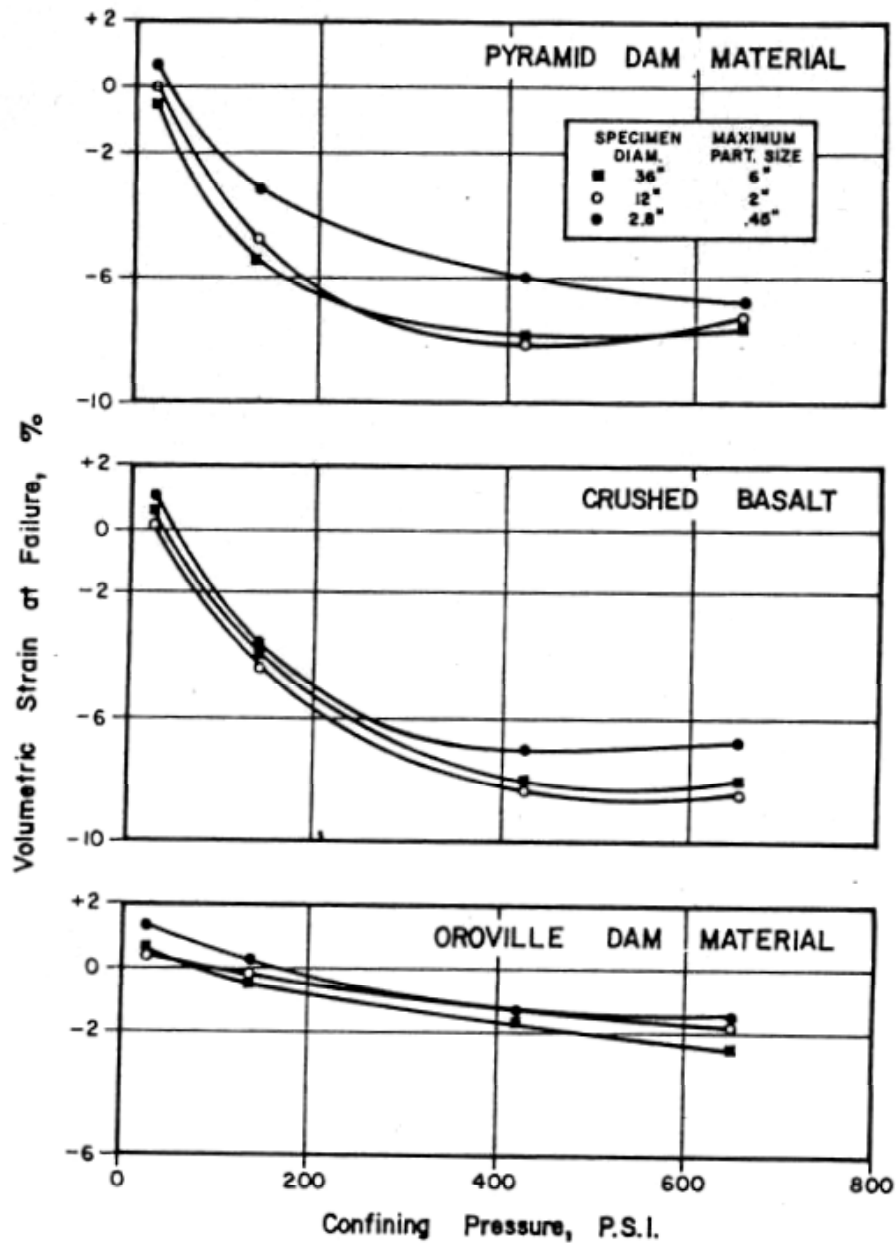 Volumetric Strain at Failure, %
PYRAMID DAM MATERIAL
+2
0
-2
-6
-10
SPECIMEN DIAM. MAXIMUM PART. SIZE
■ 36" 6"
○ 12" 2"
● 2.8" .45"
CRUSHED BASALT
+2
0
-2
-6
-10
OROVILLE DAM MATERIAL
+2
0
-2
-6
0 200 400 600 800
Confining Pressure, P.S.I.